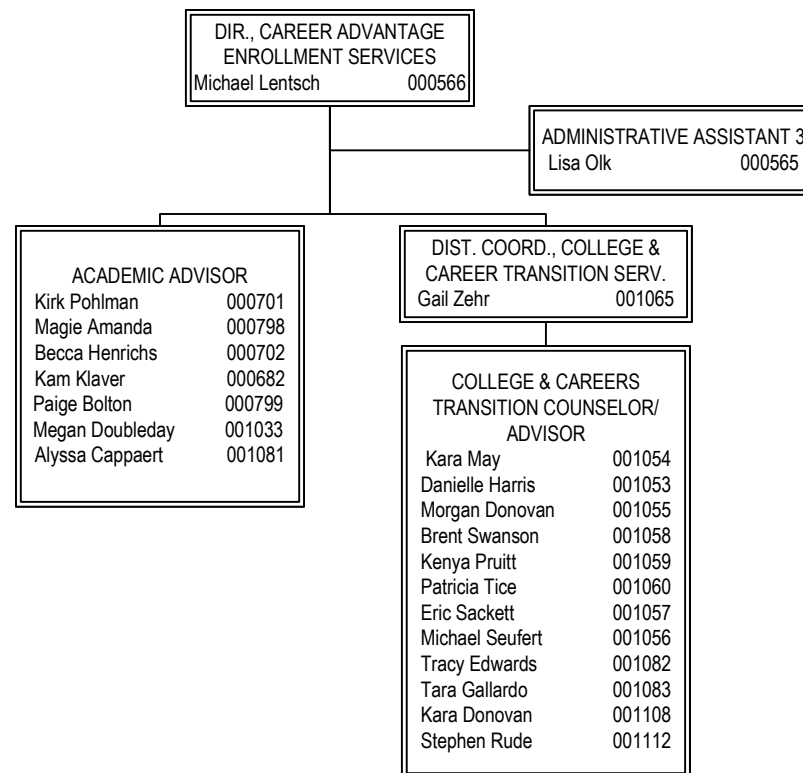 DIR., CAREER ADVANTAGE
ENROLLMENT SERVICES
Michael Lentsch 000566
ADMINISTRATIVE ASSISTANT 3
Lisa Olk 000565
ACADEMIC ADVISOR
Kirk Pohlman 000701
Magie Amanda 000798
Becca Henrichs 000702
Kam Klaver 000682
Paige Bolton 000799
Megan Doubleday 001033
Alyssa Cappaert 001081
DIST. COORD., COLLEGE &
CAREER TRANSITION SERV.
Gail Zehr 001065
COLLEGE & CAREERS
TRANSITION COUNSELOR/
ADVISOR
Kara May 001054
Danielle Harris 001053
Morgan Donovan 001055
Brent Swanson 001058
Kenya Pruitt 001059
Patricia Tice 001060
Eric Sackett 001057
Michael Seufert 001056
Tracy Edwards 001082
Tara Gallardo 001083
Kara Donovan 001108
Stephen Rude 001112